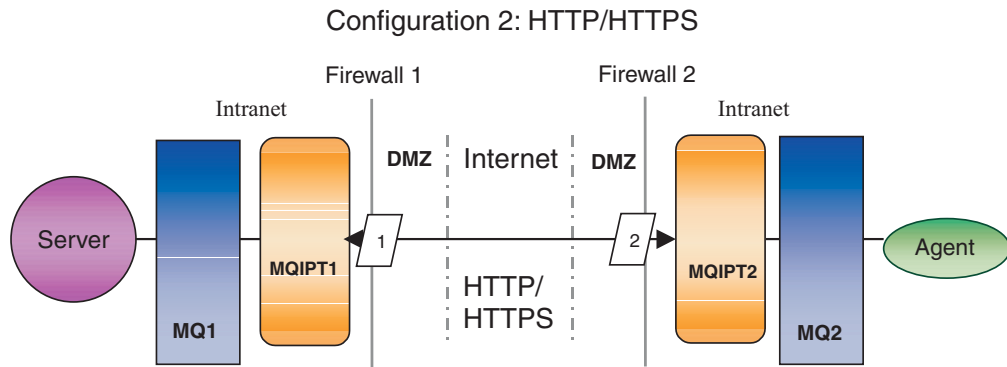 Configuration 2: HTTP/HTTPS
Firewall 1
Firewall 2
Intranet
Intranet
DMZ
Internet
DMZ
Server
1
2
Agent
MQIPT1
MQIPT2
HTTP/
HTTPS
MQ1
MQ2